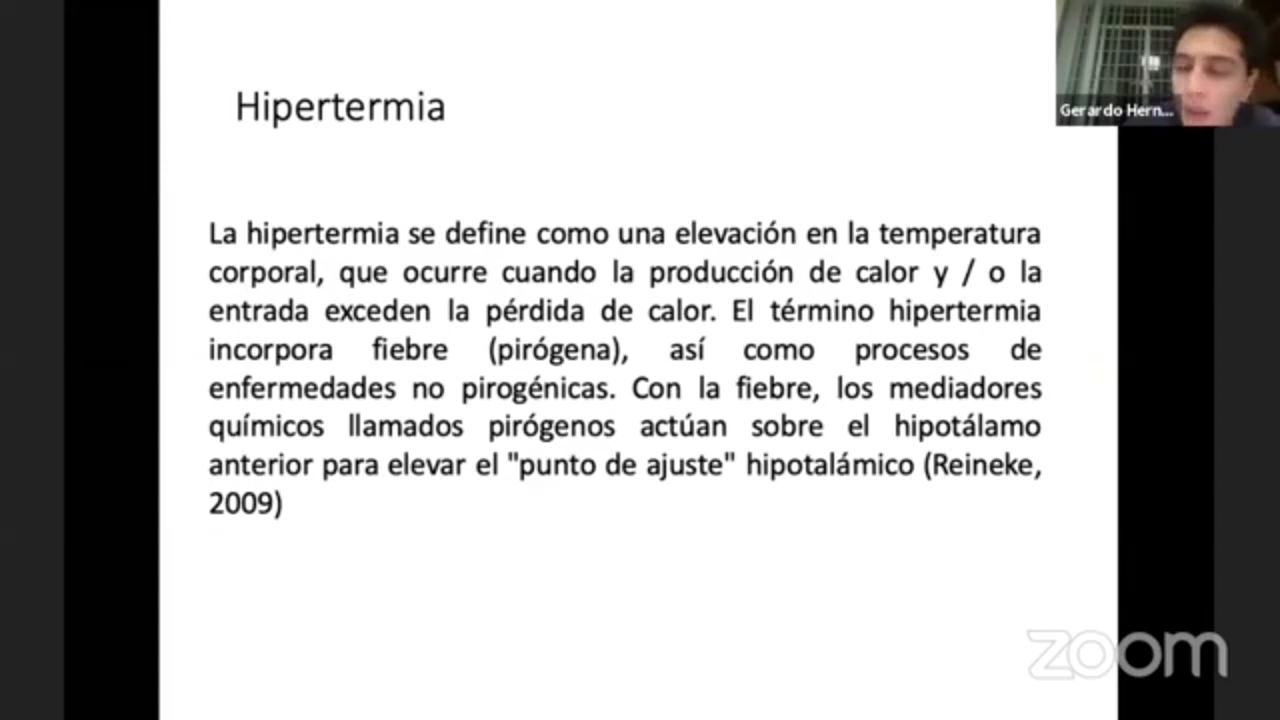 Hipertermia
Gerardo Hern...
La hipertermia se define como una elevación en la temperatura
corporal, que ocurre cuando la producción de calor y / o la
entrada exceden la pérdida de calor. El término hipertermia
incorpora fiebre (pirógena), así como procesos de
enfermedades no pirogénicas. Con la fiebre, los mediadores
químicos llamados pirógenos actúan sobre el hipotálamo
anterior para elevar el "punto de ajuste" hipotalámico (Reineke,
2009)
zoom